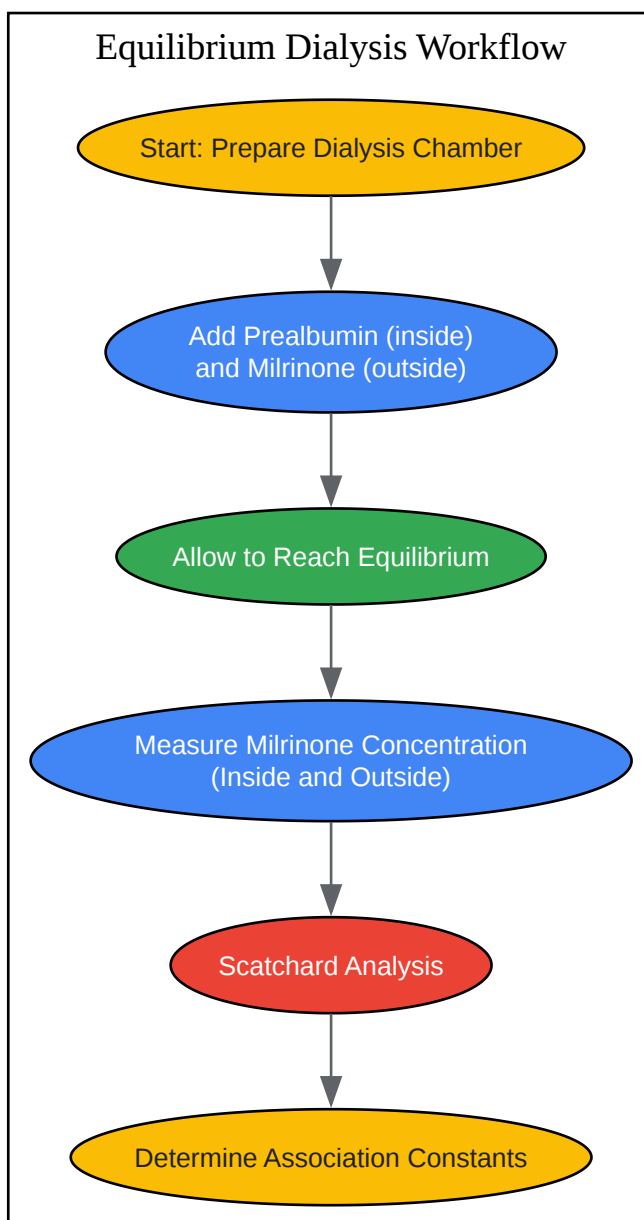 Equilibrium Dialysis Workflow
Start: Prepare Dialysis Chamber
Add Prealbumin (inside)
and Milrinone (outside)
Allow to Reach Equilibrium
Measure Milrinone Concentration
(Inside and Outside)
Scatchard Analysis
Determine Association Constants